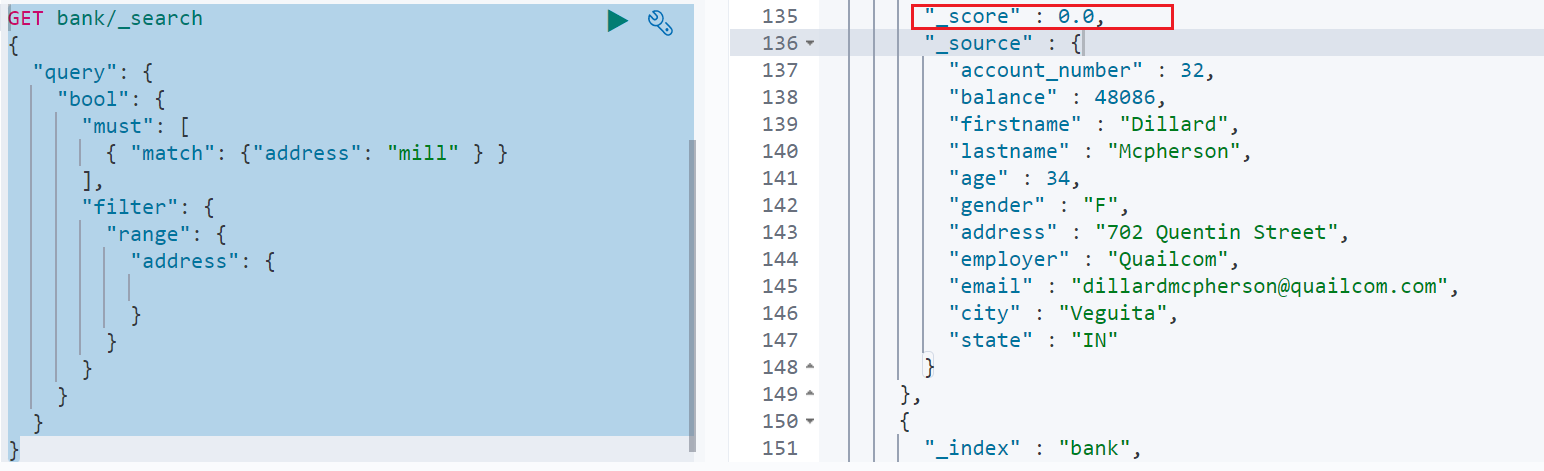 GET bank/_search
{
  "query": {
    "bool": {
      "must": [
        { "match": {"address": "mill" } }
      ],
      "filter": {
        "range": {
          "address": {

          }
        }
      }
    }
  }
}
135 "_score" : 0.0,
136 "_source" : {
137 "account_number" : 32,
138 "balance" : 48086,
139 "firstname" : "Dillard",
140 "lastname" : "Mcpherson",
141 "age" : 34,
142 "gender" : "F",
143 "address" : "702 Quentin Street",
144 "employer" : "Quailcom",
145 "email" : "dillardmcpherson@quailcom.com",
146 "city" : "Veguita",
147 "state" : "IN"
148 }
149 },
150 {
151 "_index" : "bank",